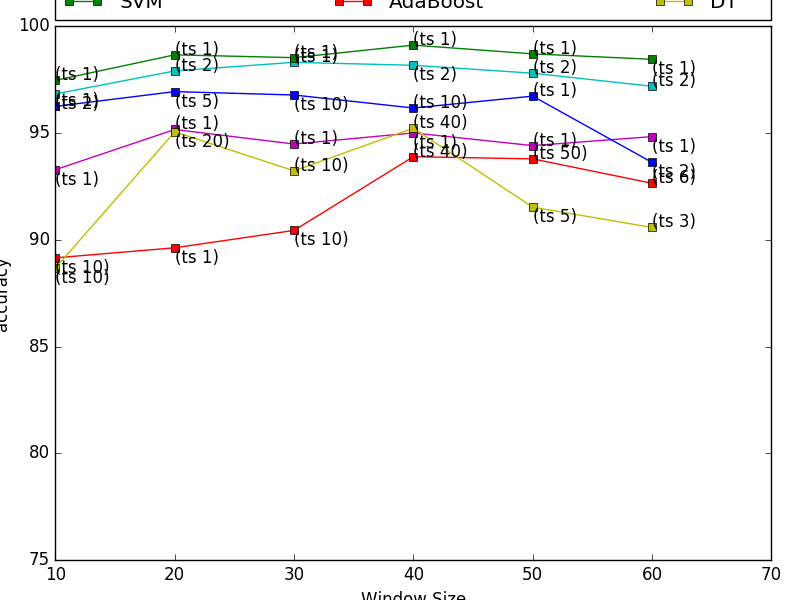 SVM AdaBoost DT
100
95
90
85
80
75
10 20 30 40 50 60 70
accuracy
Window Size
(ts 1) (ts 1) (ts 1) (ts 1) (ts 1) (ts 1)
(ts 1) (ts 2) (ts 1) (ts 2) (ts 2) (ts 2)
(ts 2) (ts 5) (ts 10) (ts 10) (ts 1) (ts 2)
(ts 1) (ts 1) (ts 1) (ts 1) (ts 1) (ts 1)
(ts 10) (ts 20) (ts 10) (ts 40) (ts 5) (ts 3)
(ts 10) (ts 1) (ts 10) (ts 40) (ts 50) (ts 6)